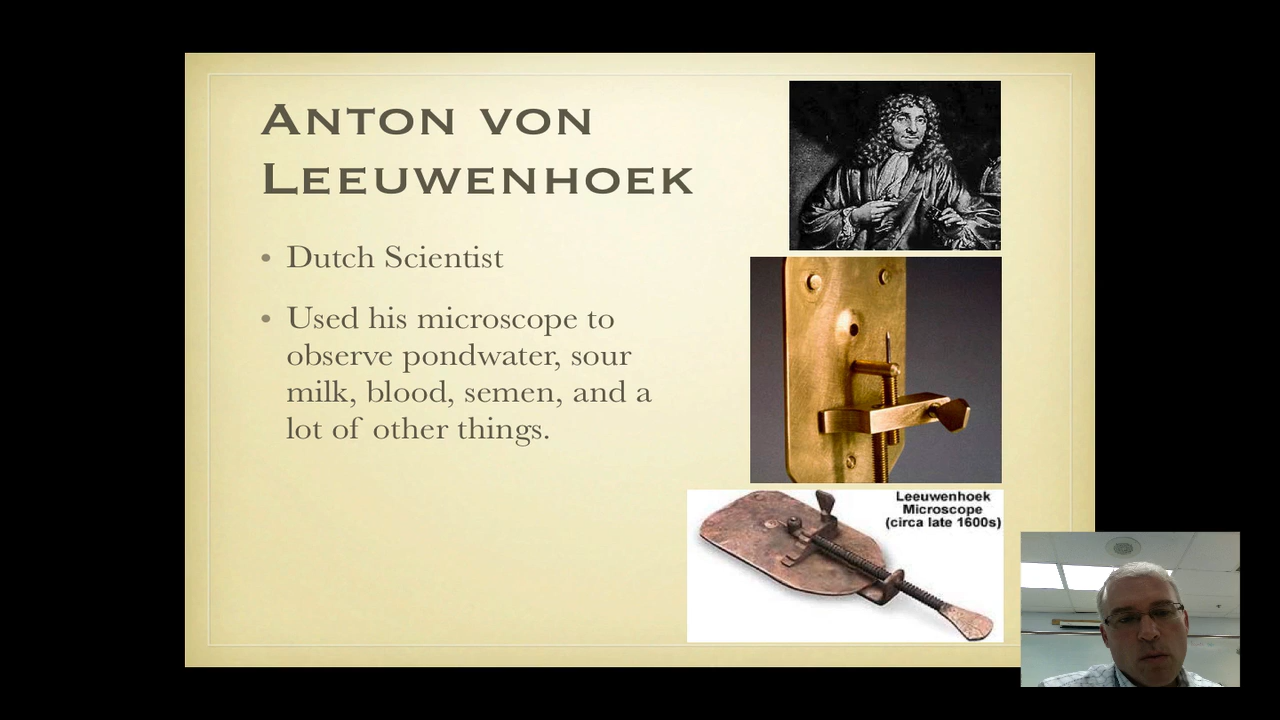 Anton von
Leeuwenhoek
• Dutch Scientist
• Used his microscope to
observe pondwater, sour
milk, blood, semen, and a
lot of other things.
Leeuwenhoek
Microscope
(circa late 1600s)